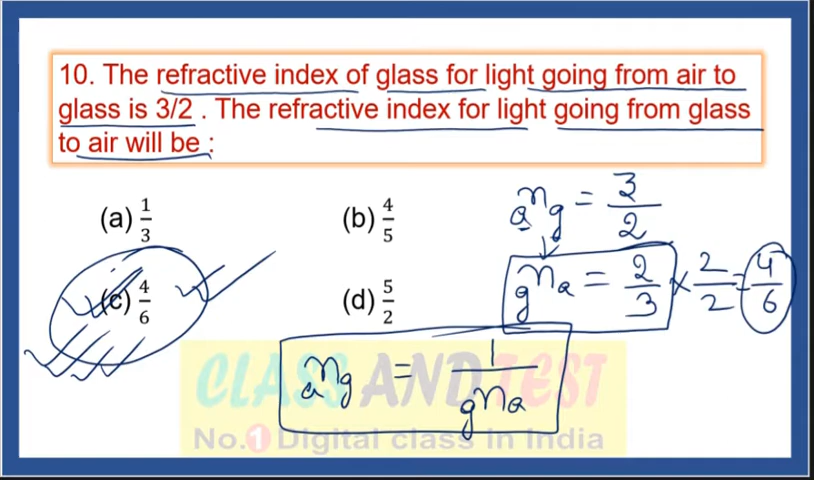 10. The refractive index of glass for light going from air to
glass is 3/2 . The refractive index for light going from glass
to air will be :
(a) 1/3
(b) 4/5
(c) 4/6
(d) 5/2
ang = 3/2
gna = 2/3 × 2/2 = 4/6
ang = 1/gna
CLASS AND TEST
No.1 Digital class in India